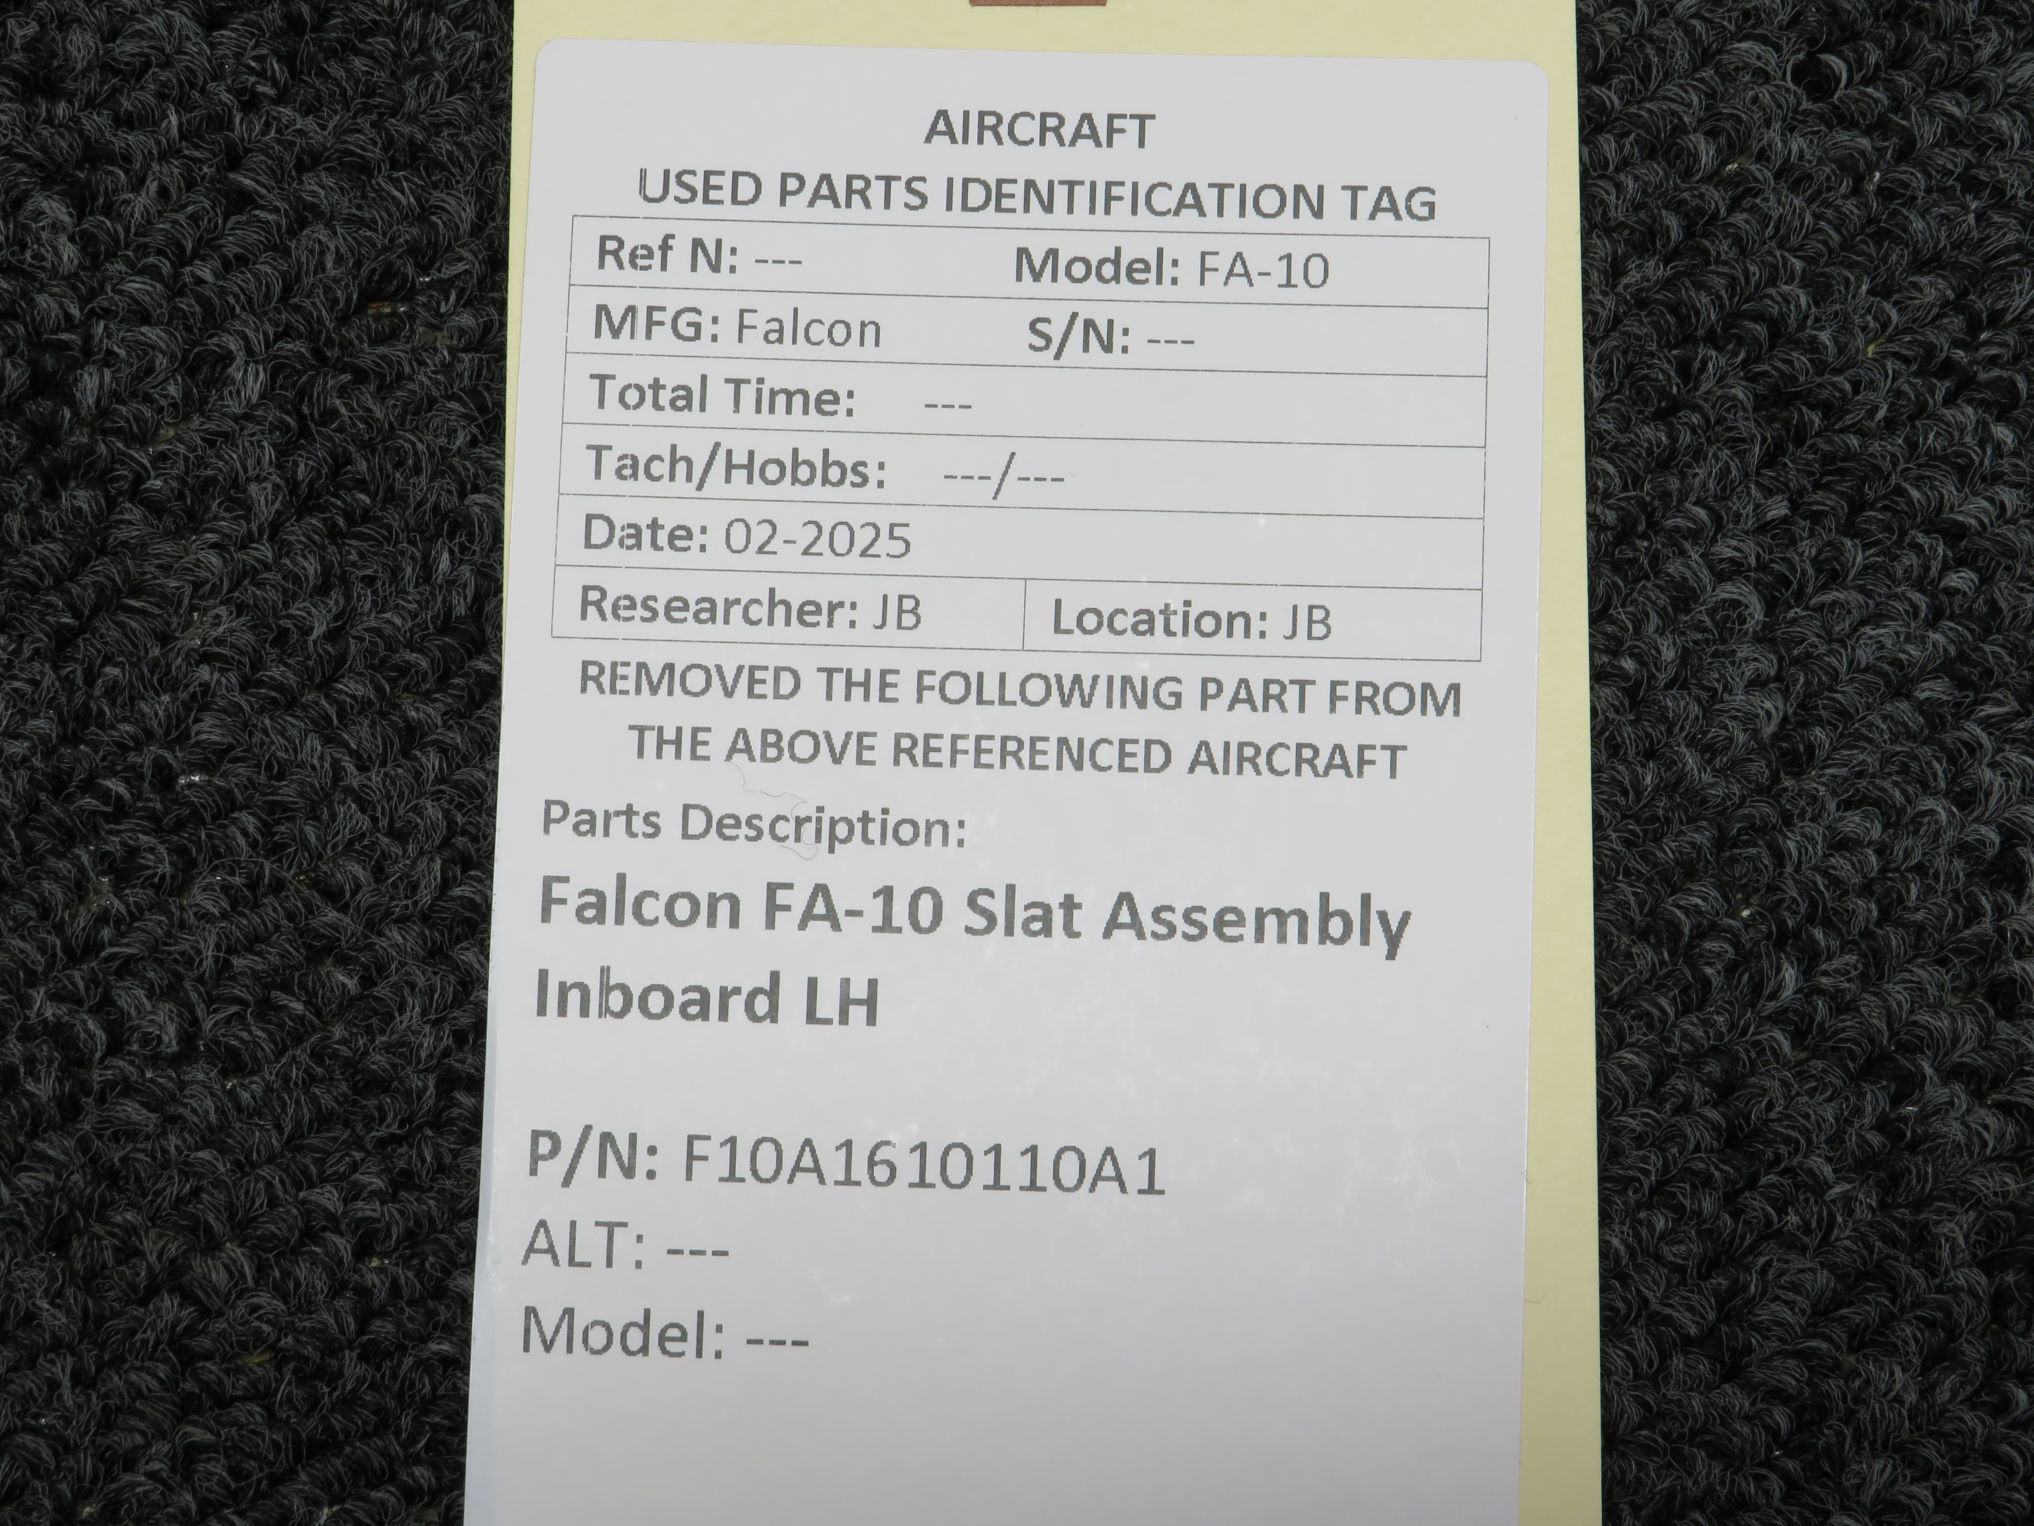 AIRCRAFT
USED PARTS IDENTIFICATION TAG
Ref N: --- Model: FA-10
MFG: Falcon S/N: ---
Total Time: ---
Tach/Hobbs: ---/---
Date: 02-2025
Researcher: JB Location: JB
REMOVED THE FOLLOWING PART FROM
THE ABOVE REFERENCED AIRCRAFT
Parts Description:
Falcon FA-10 Slat Assembly
Inboard LH
P/N: F10A1610110A1
ALT: ---
Model: ---